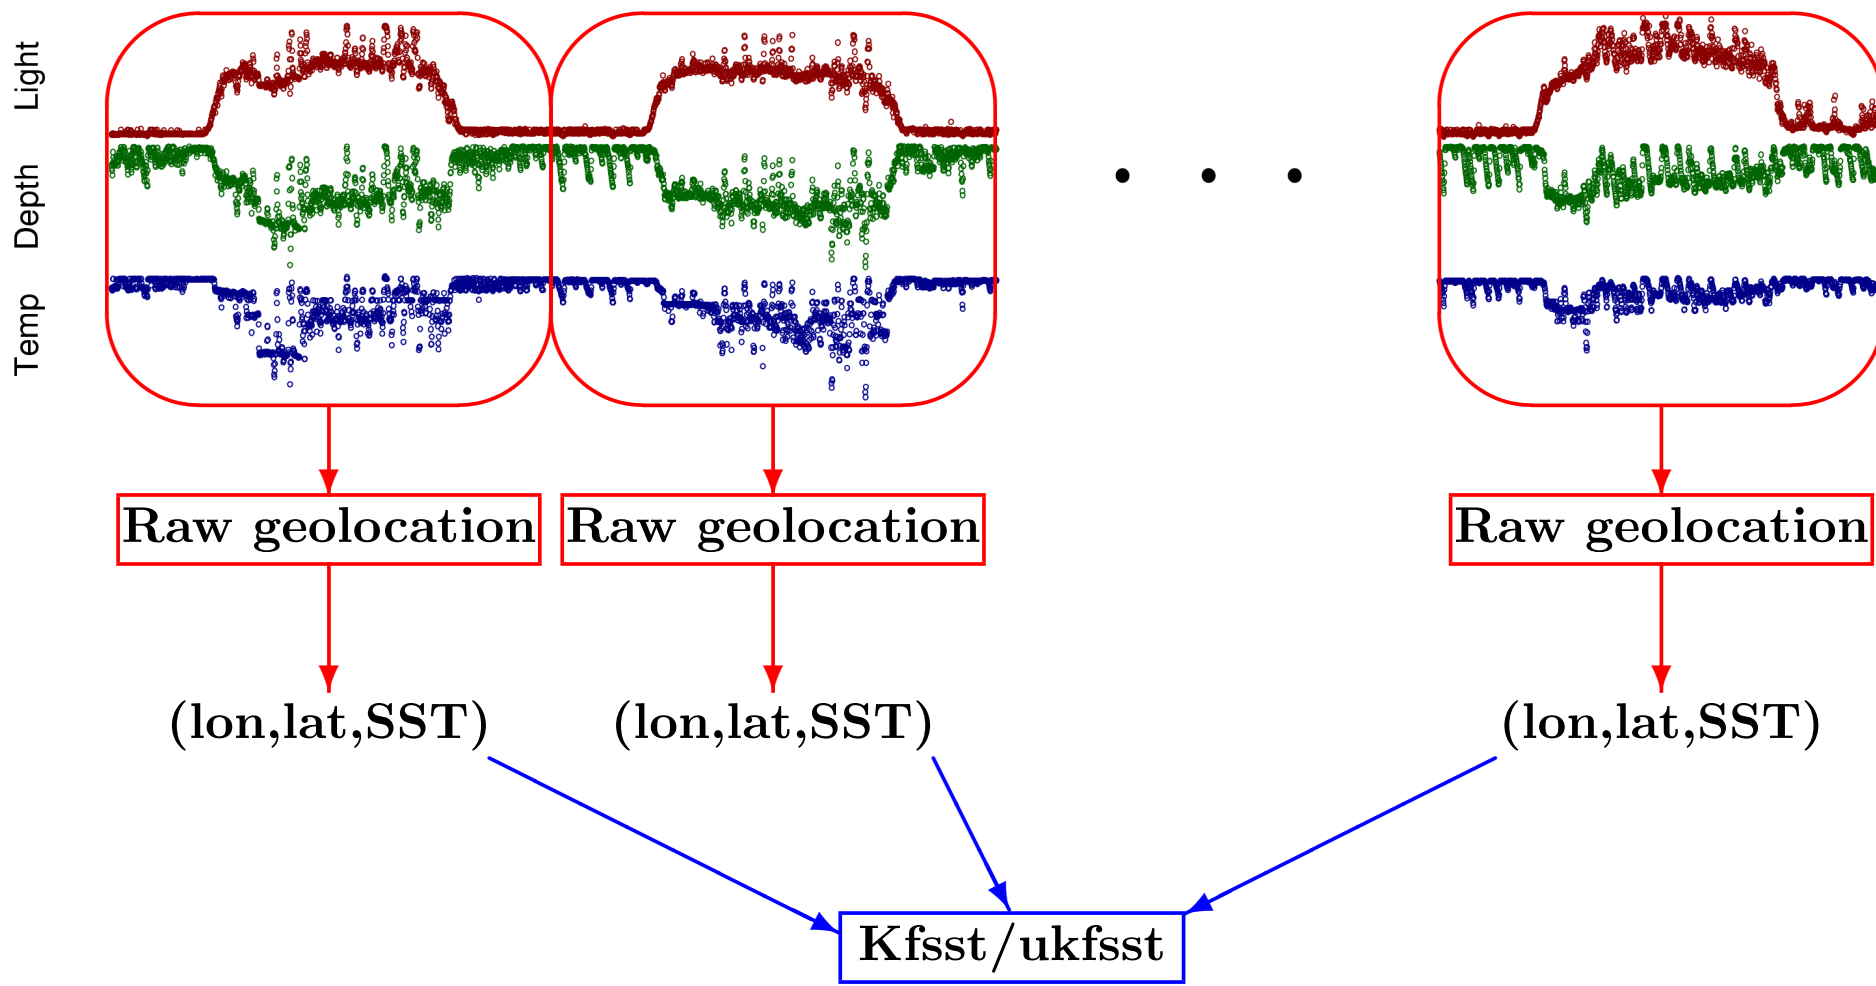 Light
Depth
Temp
Raw geolocation
Raw geolocation
Raw geolocation
(lon,lat,SST)
(lon,lat,SST)
(lon,lat,SST)
Kfsst/ukfsst